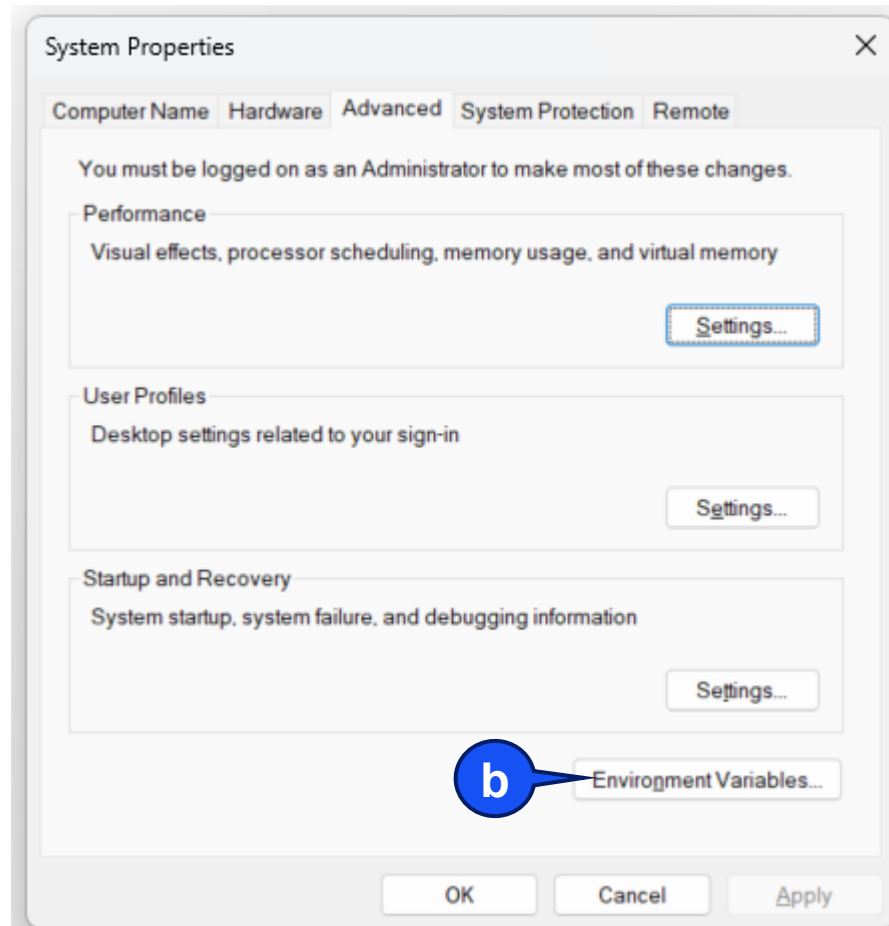 System Properties
Computer Name Hardware Advanced System Protection Remote
You must be logged on as an Administrator to make most of these changes.
Performance
Visual effects, processor scheduling, memory usage, and virtual memory
Settings...
User Profiles
Desktop settings related to your sign-in
Settings...
Startup and Recovery
System startup, system failure, and debugging information
Settings...
b Environment Variables...
OK Cancel Apply